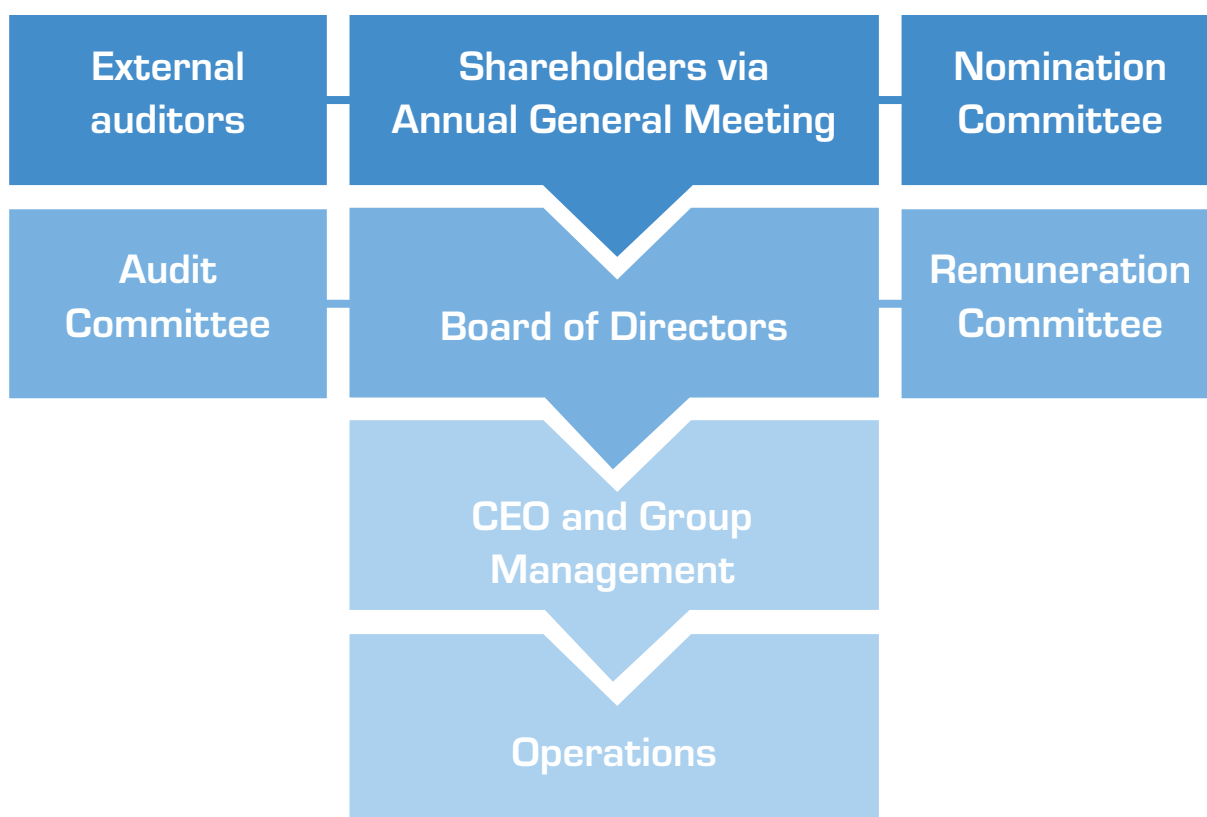 External
auditors
Shareholders via
Annual General Meeting
Nomination
Committee
Audit
Committee
Board of Directors
Remuneration
Committee
CEO and Group
Management
Operations